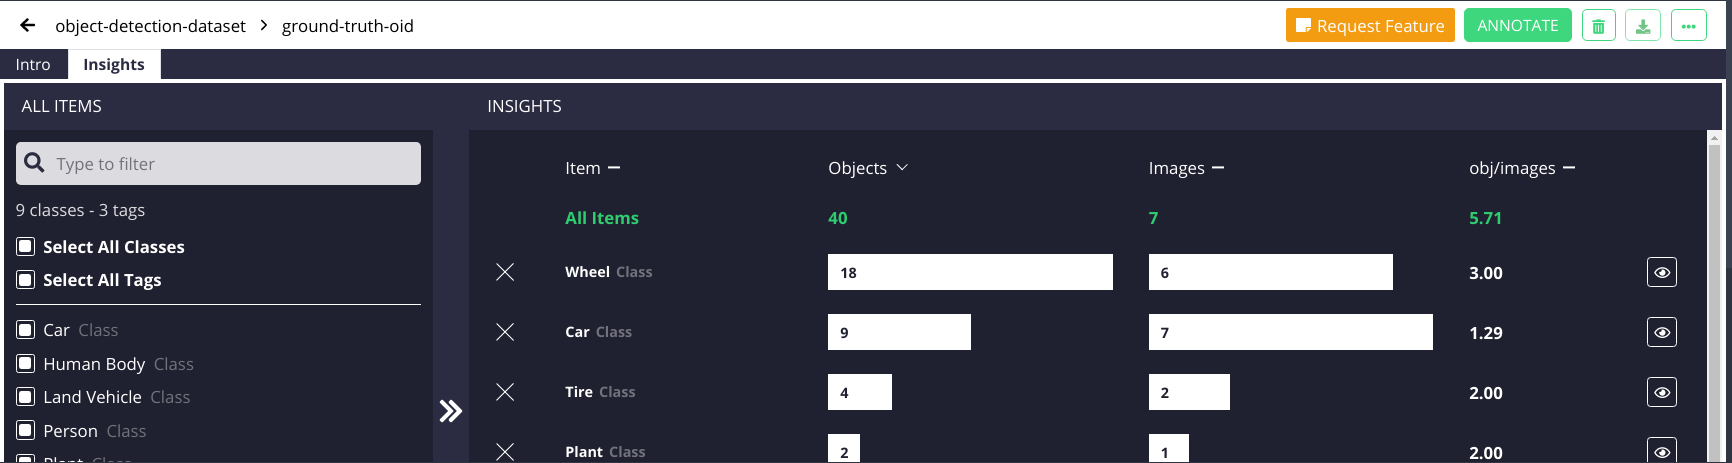 object-detection-dataset > ground-truth-oid
Request Feature
ANNOTATE
Intro
Insights
ALL ITEMS
Type to filter
9 classes - 3 tags
Select All Classes
Select All Tags
Car Class
Human Body Class
Land Vehicle Class
Person Class
Plant Class
INSIGHTS
Item Objects Images obj/images
All Items 40 7 5.71
Wheel Class 18 6 3.00
Car Class 9 7 1.29
Tire Class 4 2 2.00
Plant Class 2 1 2.00